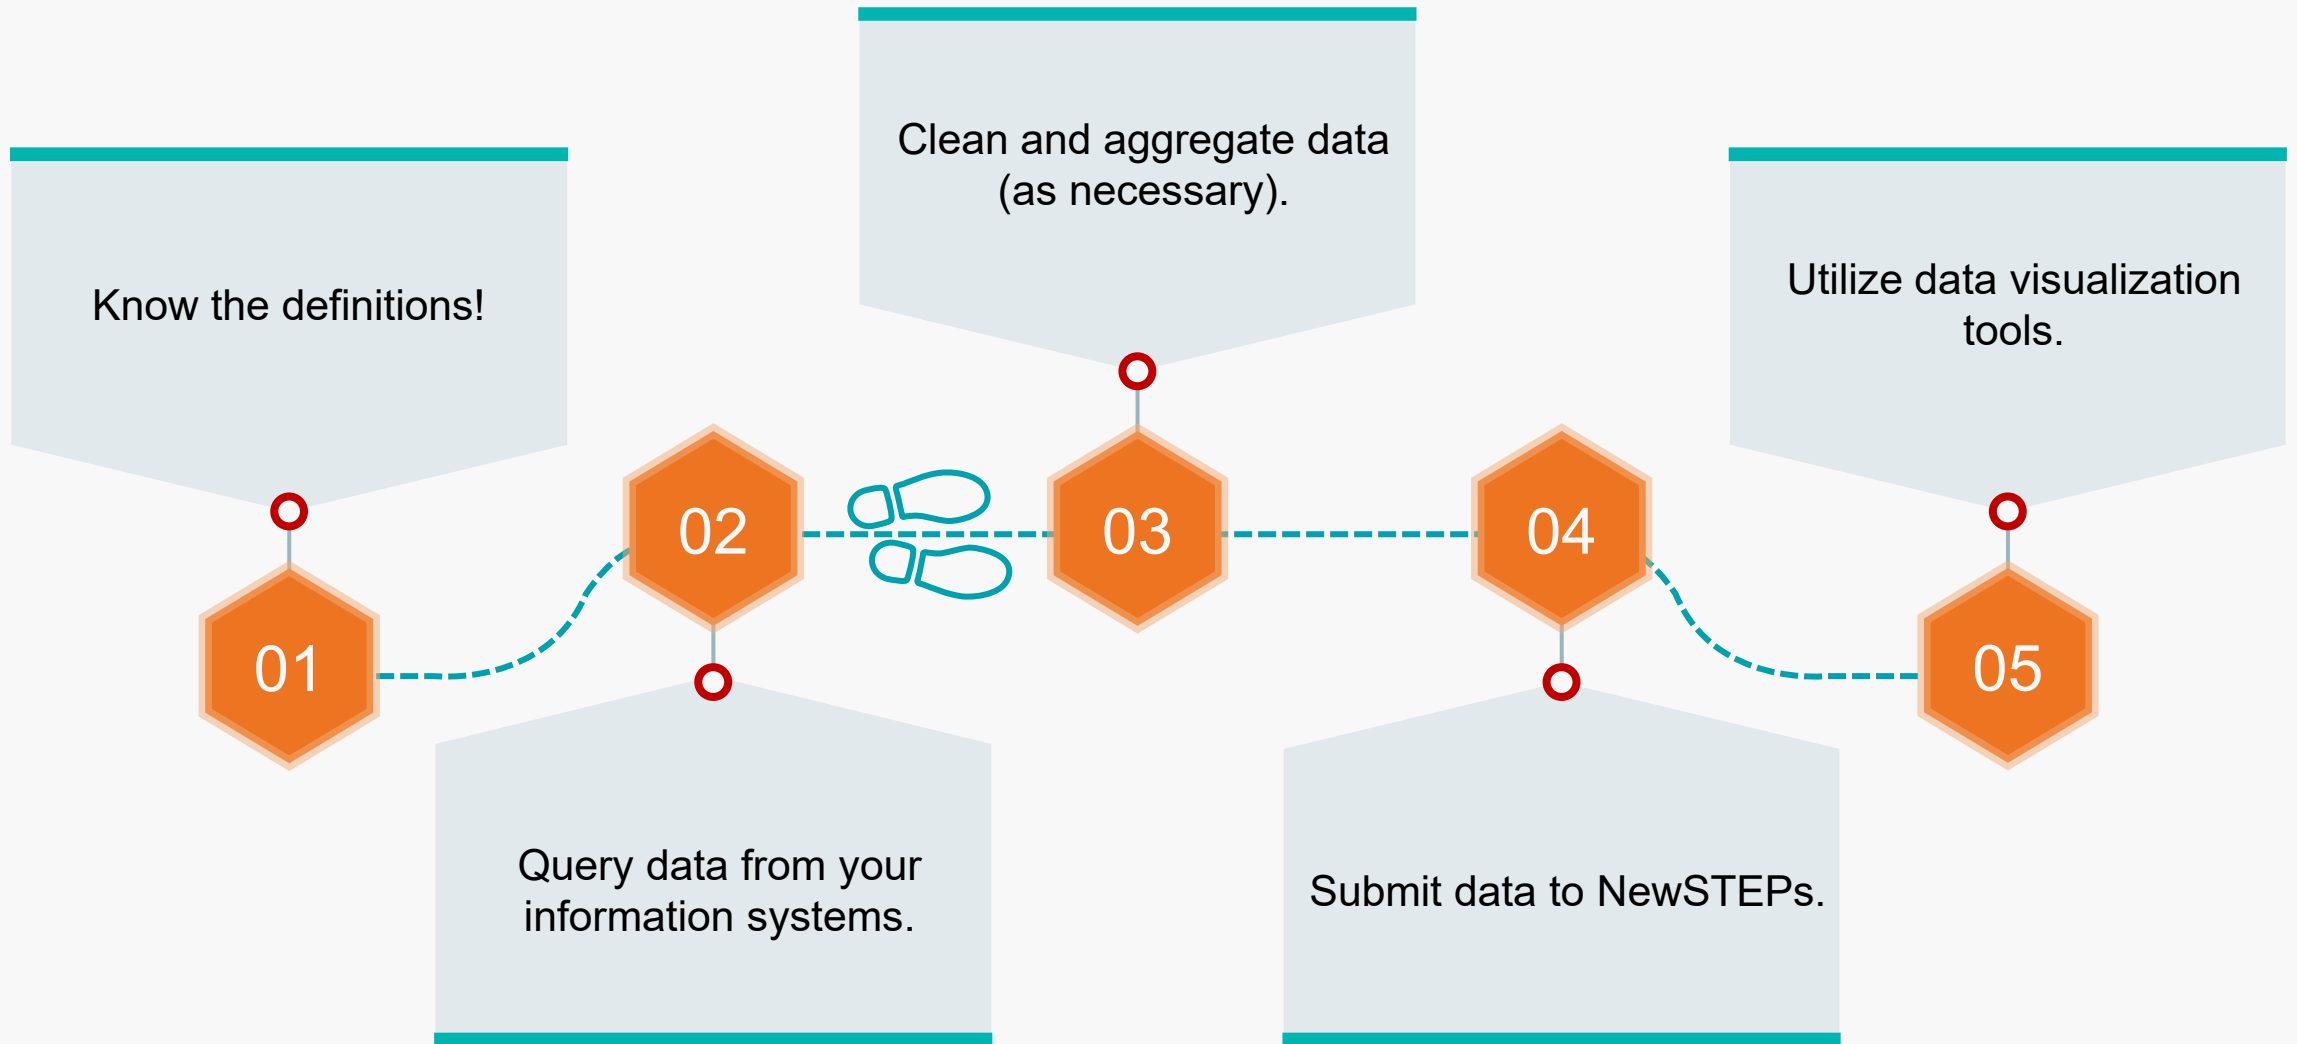 01
Know the definitions!
02
Query data from your
information systems.
03
Clean and aggregate data
(as necessary).
04
Submit data to NewSTEPs.
05
Utilize data visualization
tools.